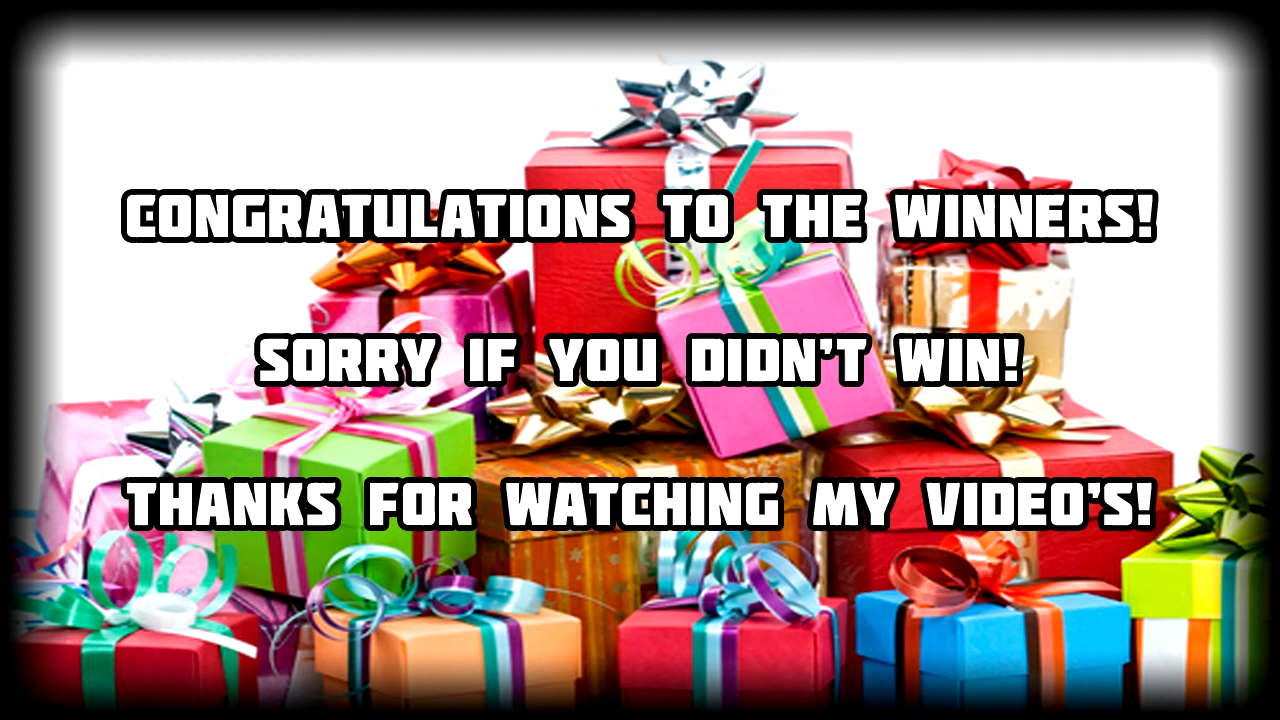 CONGRATULATIONS TO THE WINNERS!
SORRY IF YOU DIDN'T WIN!
THANKS FOR WATCHING MY VIDEO'S!